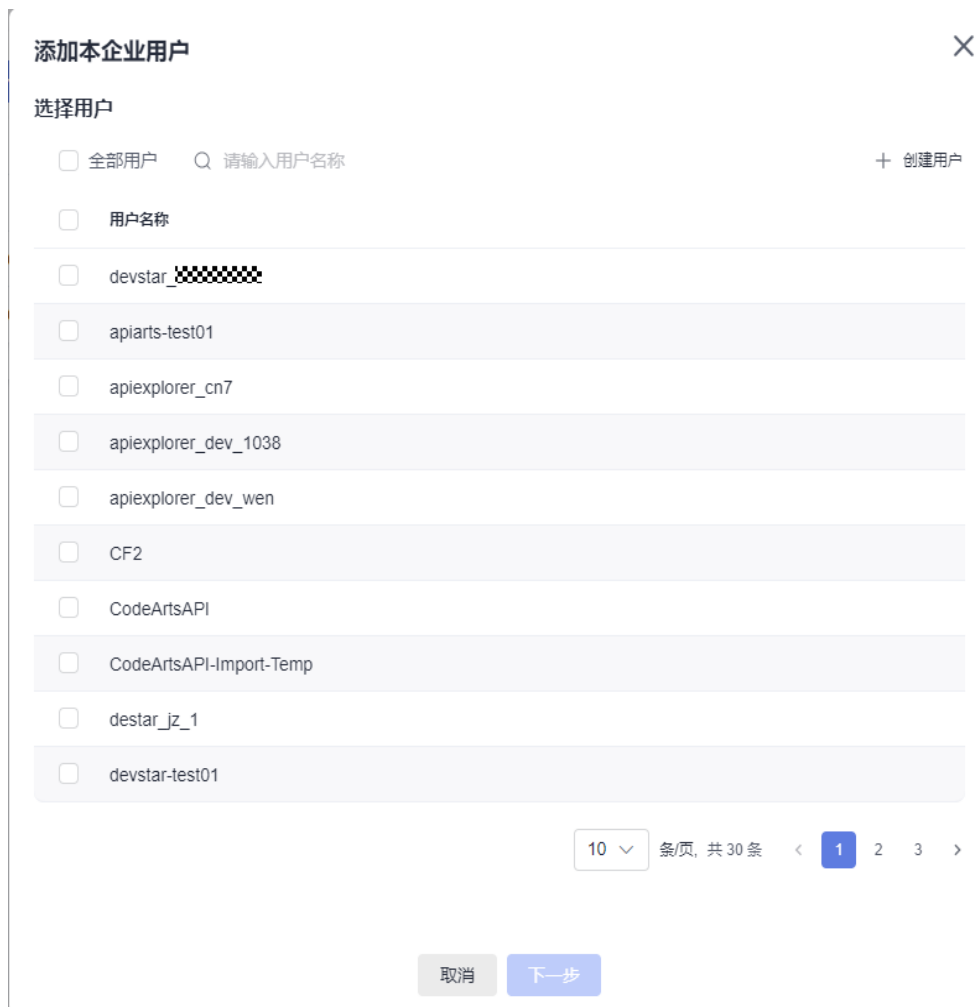 添加本企业用户
选择用户
全部用户 请输入用户名称 创建用户
用户名称
devstar_
apiarts-test01
apiexplorer_cn7
apiexplorer_dev_1038
apiexplorer_dev_wen
CF2
CodeArtsAPI
CodeArtsAPI-Import-Temp
destar_jz_1
devstar-test01
10 条/页, 共 30 条 1 2 3
取消 下一步